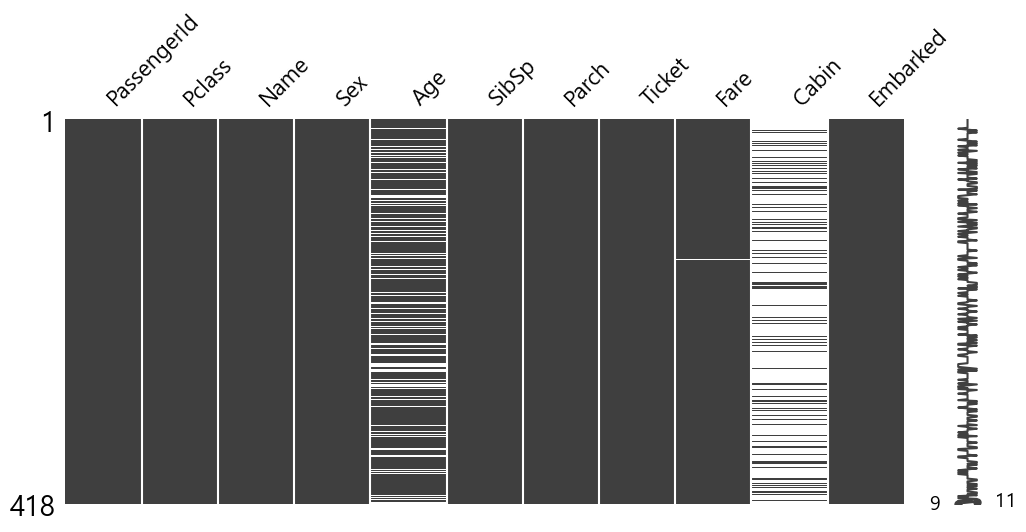 PassengerId
Pclass
Name
Sex
Age
SibSp
Parch
Ticket
Fare
Cabin
Embarked
1
418
9
11